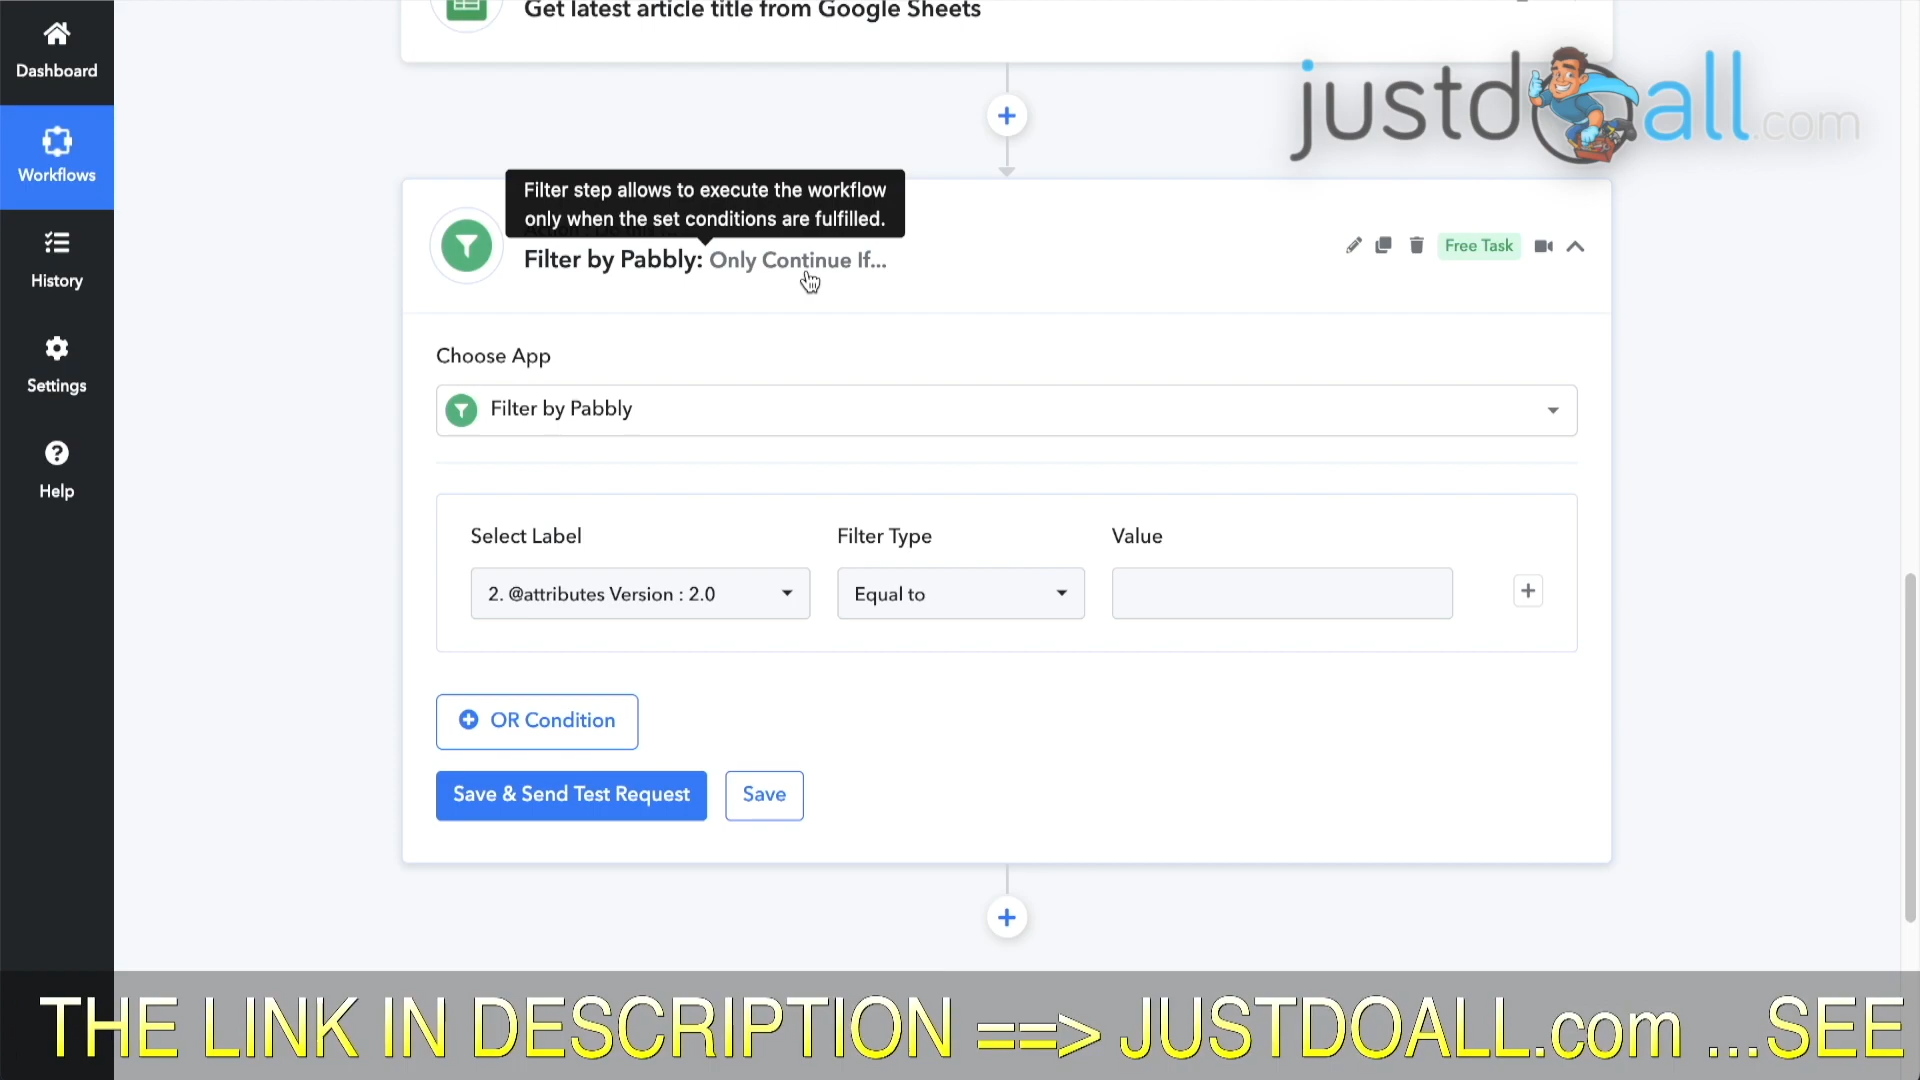 Get latest article title from Google Sheets
justdoall.com
Dashboard
Workflows
History
Settings
Help
Filter step allows to execute the workflow
only when the set conditions are fulfilled.
Filter by Pabbly: Only Continue If...
Free Task
Choose App
Filter by Pabbly
Select Label
Filter Type
Value
2. @attributes Version : 2.0
Equal to
OR Condition
Save & Send Test Request
Save
THE LINK IN DESCRIPTION ==> JUSTDOALL.com ...SEE